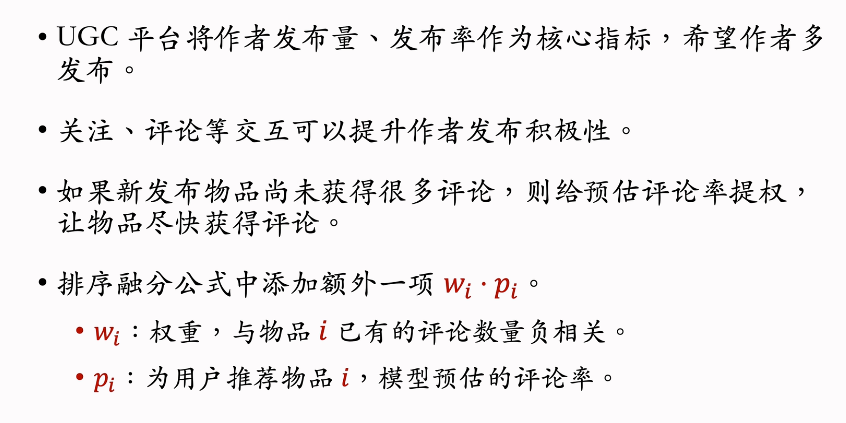 • UGC 平台将作者发布量、发布率作为核心指标，希望作者多
发布。
• 关注、评论等交互可以提升作者发布积极性。
• 如果新发布物品尚未获得很多评论，则给预估评论率提权，
让物品尽快获得评论。
• 排序融分公式中添加额外一项 wᵢ · pᵢ。
• wᵢ：权重，与物品 i 已有的评论数量负相关。
• pᵢ：为用户推荐物品 i，模型预估的评论率。